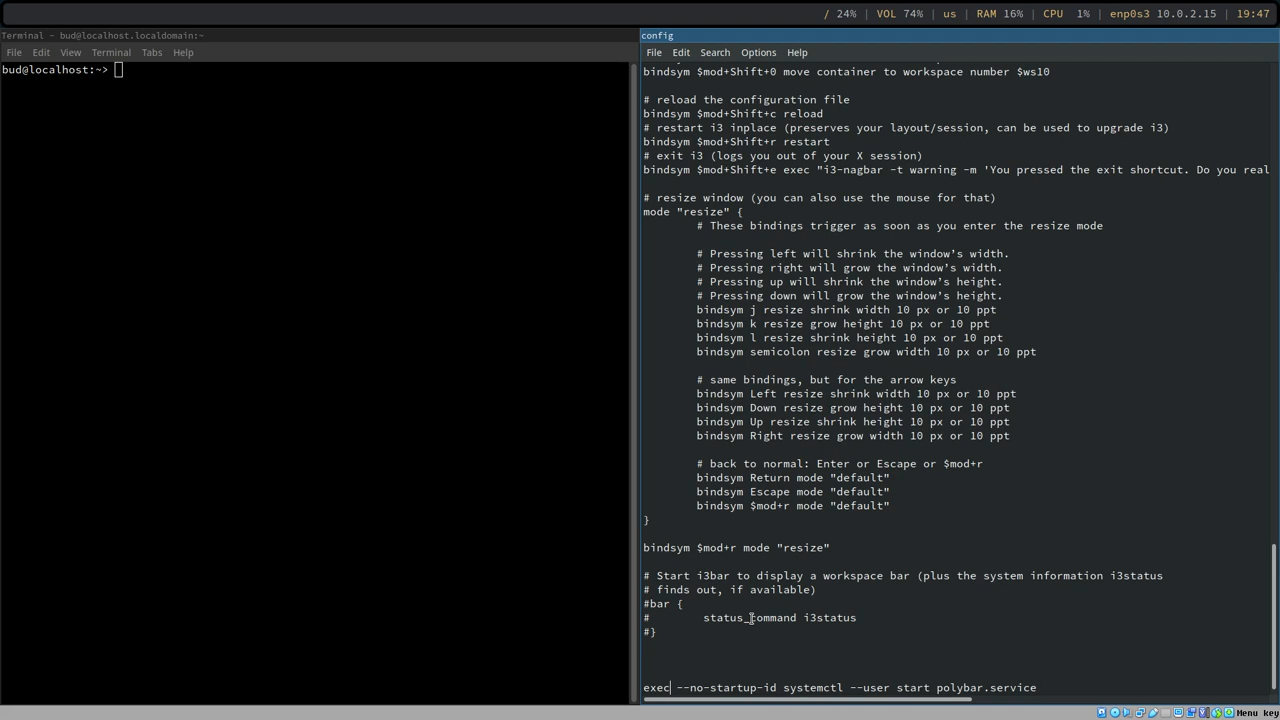 / 24% | VOL 74% | us | RAM 16% | CPU 1% | enp0s3 10.0.2.15 | 19:47
Terminal - bud@localhost.localdomain:~
File Edit View Terminal Tabs Help
bud@localhost:~>
config
File Edit Search Options Help
bindsym $mod+Shift+0 move container to workspace number $ws10
# reload the configuration file
bindsym $mod+Shift+c reload
# restart i3 inplace (preserves your layout/session, can be used to upgrade i3)
bindsym $mod+Shift+r restart
# exit i3 (logs you out of your X session)
bindsym $mod+Shift+e exec "i3-nagbar -t warning -m 'You pressed the exit shortcut. Do you real
# resize window (you can also use the mouse for that)
mode "resize" {
# These bindings trigger as soon as you enter the resize mode
# Pressing left will shrink the window’s width.
# Pressing right will grow the window’s width.
# Pressing up will shrink the window’s height.
# Pressing down will grow the window’s height.
bindsym j resize shrink width 10 px or 10 ppt
bindsym k resize grow height 10 px or 10 ppt
bindsym l resize shrink height 10 px or 10 ppt
bindsym semicolon resize grow width 10 px or 10 ppt
# same bindings, but for the arrow keys
bindsym Left resize shrink width 10 px or 10 ppt
bindsym Down resize grow height 10 px or 10 ppt
bindsym Up resize shrink height 10 px or 10 ppt
bindsym Right resize grow width 10 px or 10 ppt
# back to normal: Enter or Escape or $mod+r
bindsym Return mode "default"
bindsym Escape mode "default"
bindsym $mod+r mode "default"
}
bindsym $mod+r mode "resize"
# Start i3bar to display a workspace bar (plus the system information i3status
# finds out, if available)
#bar {
# status_command i3status
#}
exec --no-startup-id systemctl --user start polybar.service
Menu key